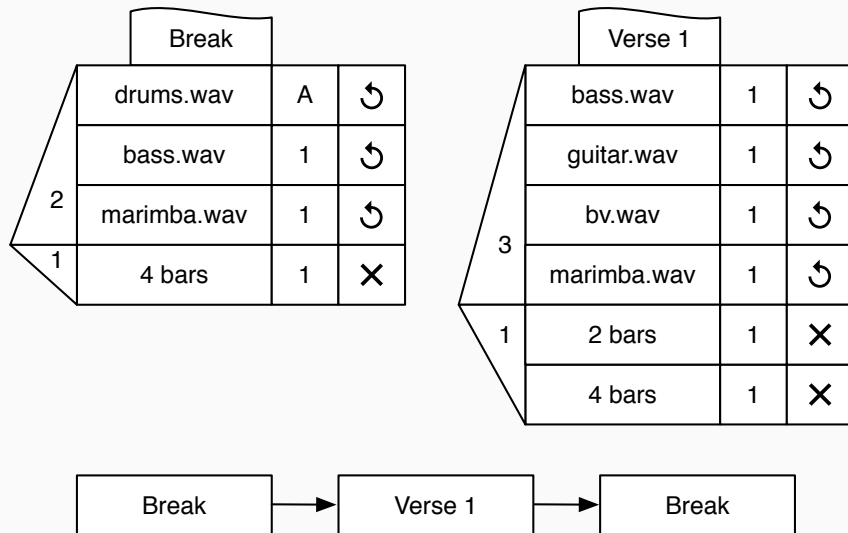 Break
drums.wav A
bass.wav 1
2
marimba.wav 1
1
4 bars 1
Verse 1
bass.wav 1
guitar.wav 1
bv.wav 1
3
marimba.wav 1
1
2 bars 1
4 bars 1
Break Verse 1 Break